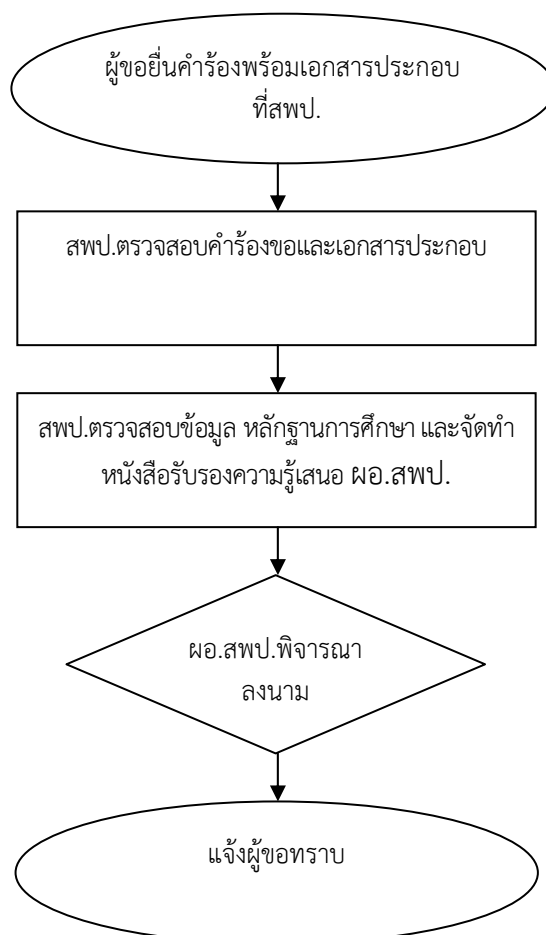 ผู้ขอยื่นคำร้องพร้อมเอกสารประกอบ
ที่สพป.
สพป.ตรวจสอบคำร้องขอและเอกสารประกอบ
สพป.ตรวจสอบข้อมูล หลักฐานการศึกษา และจัดทำ
หนังสือรับรองความรู้เสนอ ผอ.สพป.
ผอ.สพป.พิจารณา
ลงนาม
แจ้งผู้ขอทราบ